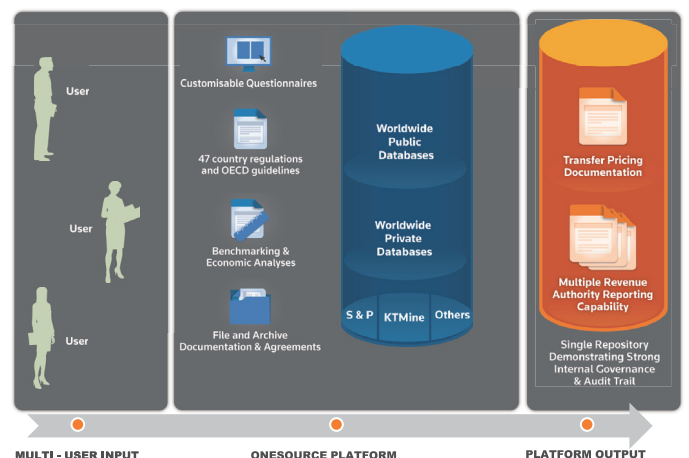 User
User
User
Customisable Questionnaires
47 country regulations
and OECD guidelines
Benchmarking &
Economic Analyses
File and Archive
Documentation & Agreements
Worldwide
Public
Databases
Worldwide
Private
Databases
S & P
KTMine
Others
Transfer Pricing
Documentation
Multiple Revenue
Authority Reporting
Capability
Single Repository
Demonstrating Strong
Internal Governance
& Audit Trail
MULTI - USER INPUT
ONESOURCE PLATFORM
PLATFORM OUTPUT